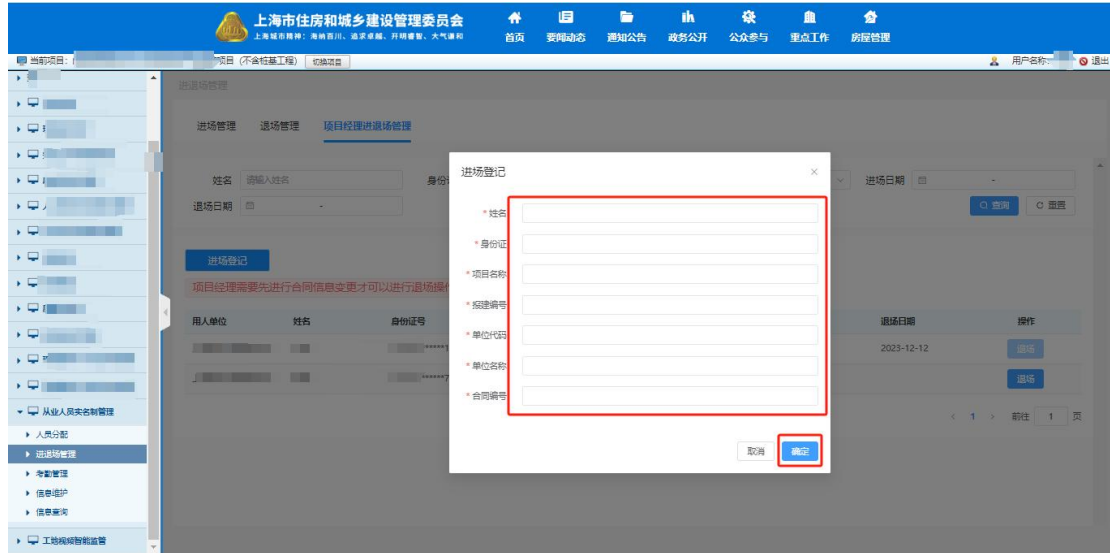 上海市住房和城乡建设管理委员会
上海城市精神：海纳百川、追求卓越、开明睿智、大气谦和
首页
要闻动态
通知公告
政务公开
公众参与
重点工作
房屋管理
当前项目：
项目（不含桩基工程） 切换项目
用户名称：
退出
进退场管理
进场管理 退场管理 项目经理进退场管理
姓名 请输入姓名
身份证
进场日期 -
退场日期 -
查询 重置
进场登记
项目经理需要先进行合同信息变更才可以进行退场操作
用人单位 姓名 身份证号 退场日期 操作
*****1 2023-12-12 退场
*****7 退场
< 1 > 前往 1 页
进场登记 ×
* 姓名
* 身份证
* 项目名称
* 报建编号
* 单位代码
* 单位名称
* 合同编号
取消 确定
从业人员实名制管理
人员分配
进退场管理
考勤管理
信息维护
信息查询
工地视频智能监管